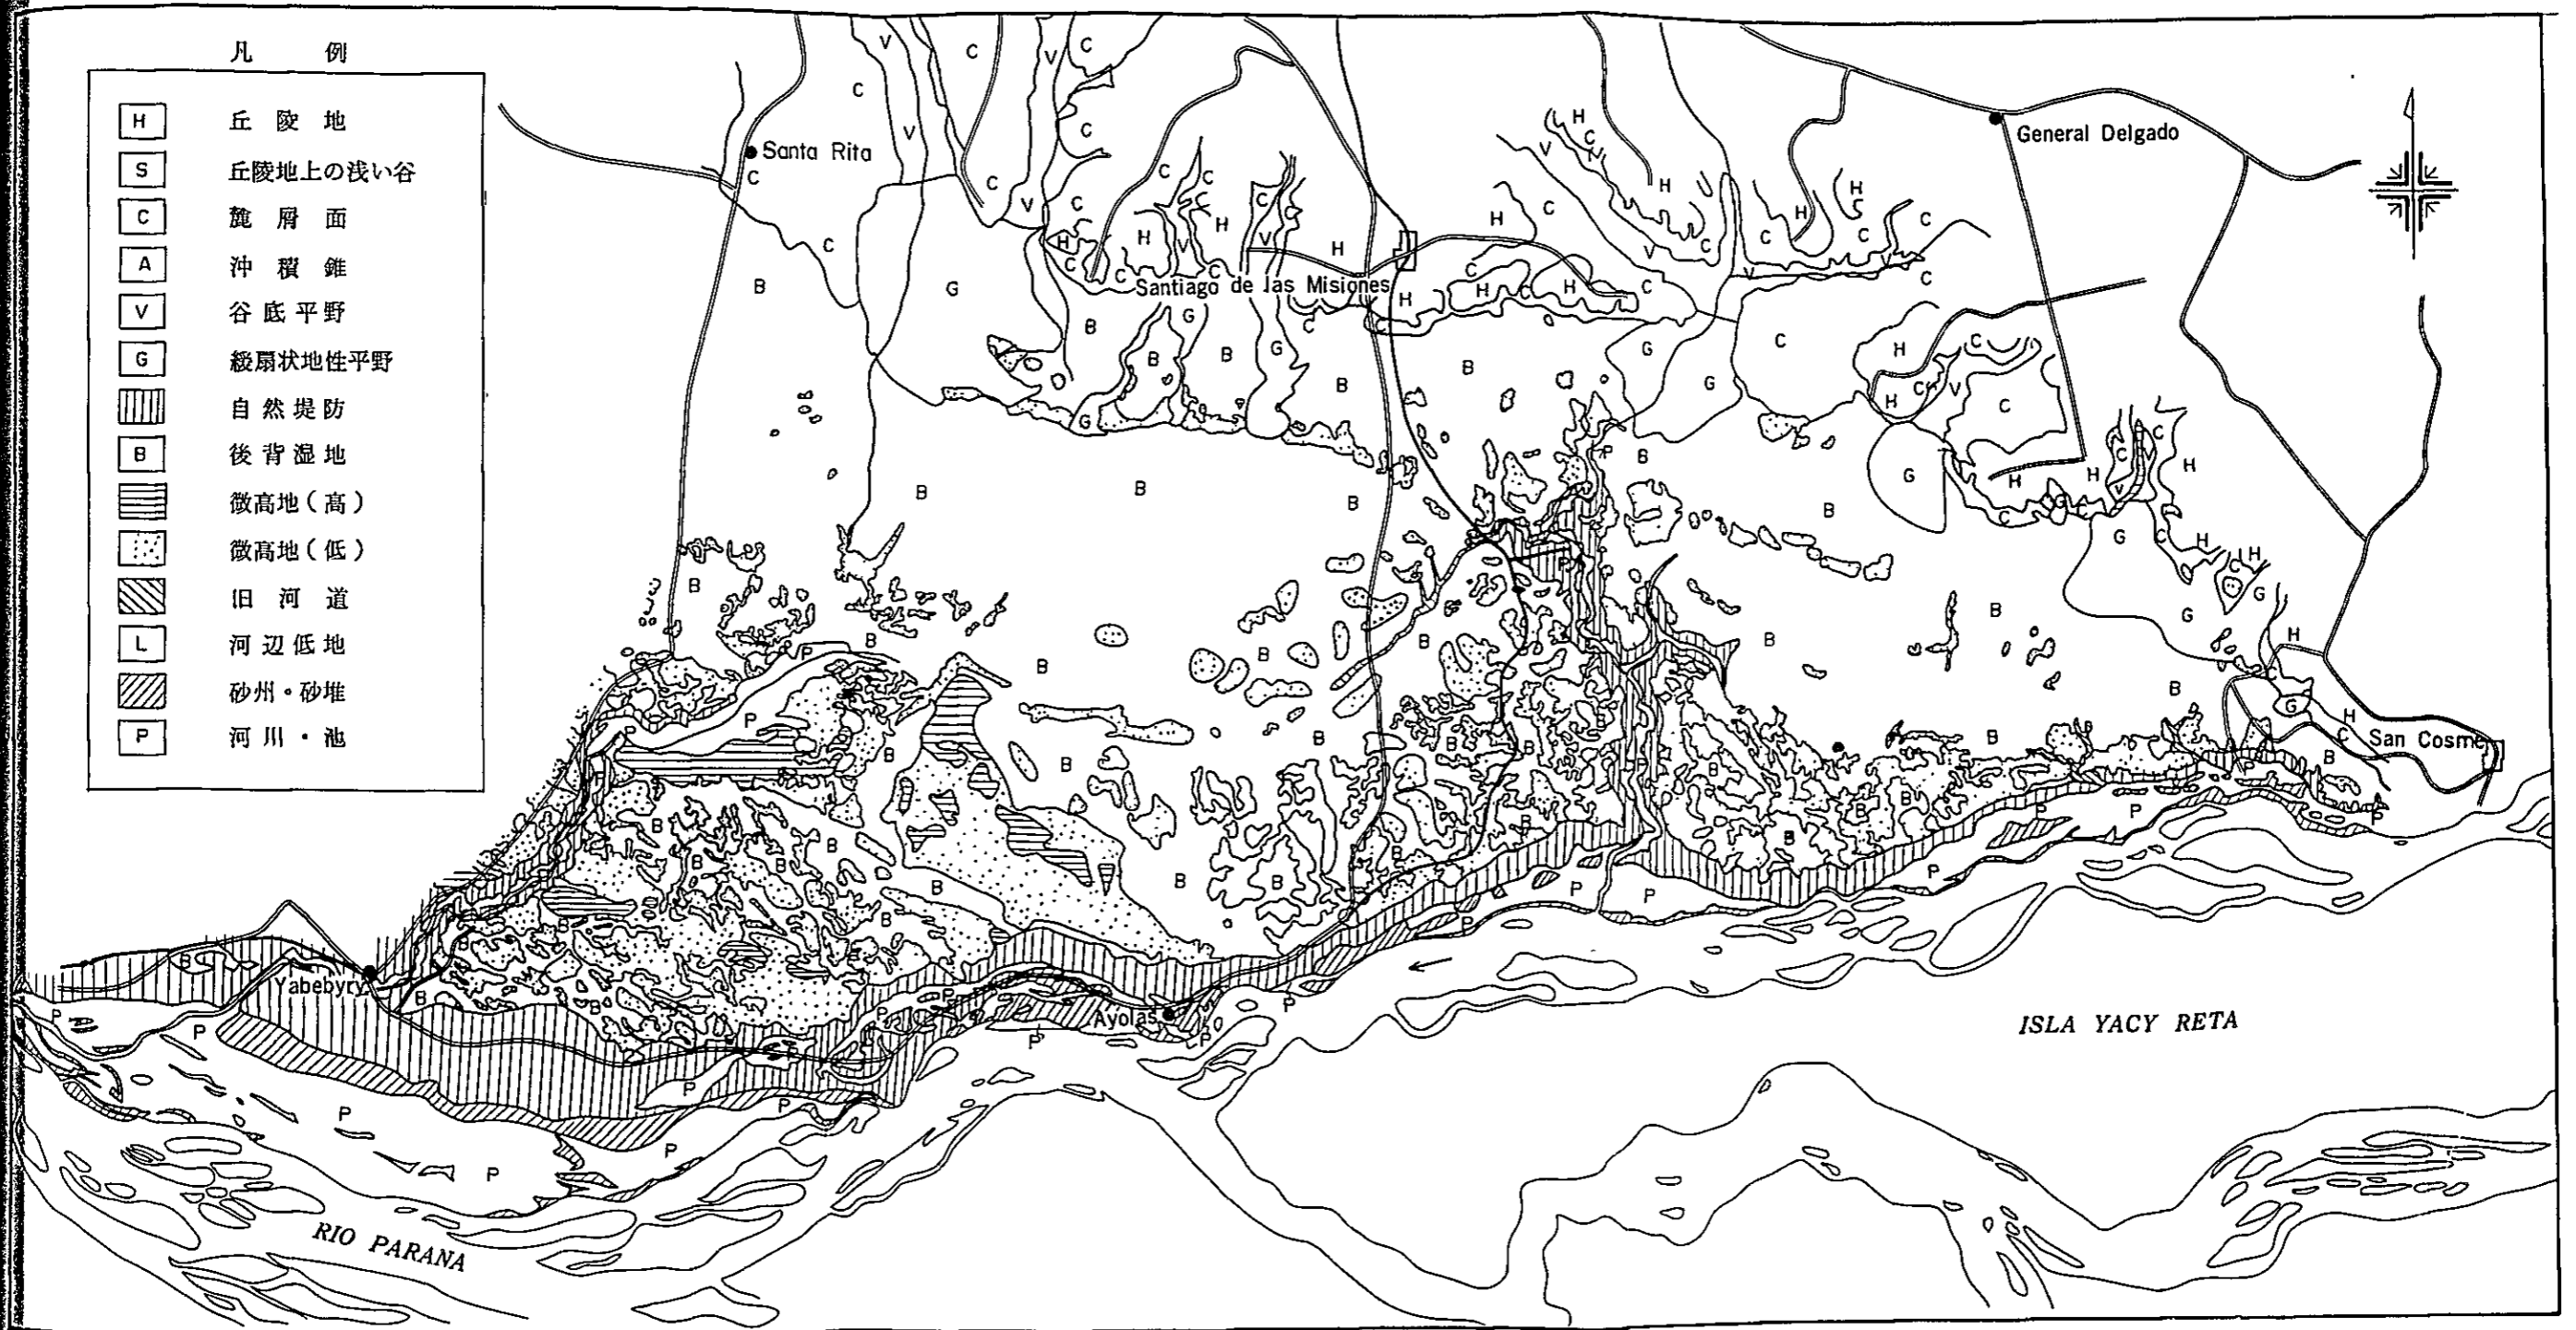 凡 例
H 丘陵地
S 丘陵地上の浅い谷
C 麓屑面
A 沖積錐
V 谷底平野
G 緩扇状地性平野
自然堤防
B 後背湿地
微高地(高)
微高地(低)
旧河道
L 河辺低地
砂州・砂堆
P 河川・池
Santa Rita
General Delgado
Santiago de las Misiones
San Cosme
Yabebyry
Ayolas
ISLA YACY RETA
RIO PARANA